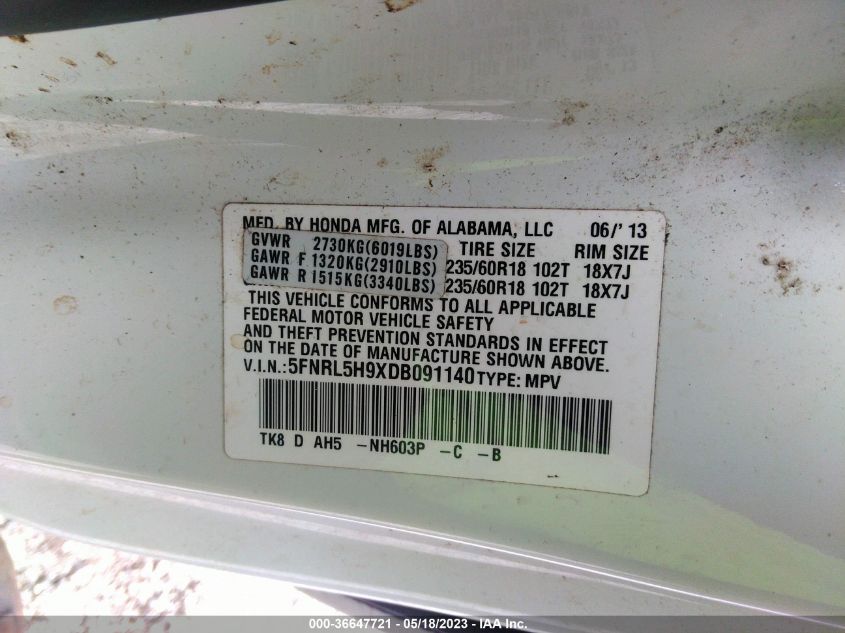 MFD. BY HONDA MFG. OF ALABAMA, LLC 06/' 13
GVWR 2730KG(6019LBS) TIRE SIZE RIM SIZE
GAWR F 1320KG(2910LBS) 235/60R18 102T 18X7J
GAWR R 1515KG(3340LBS) 235/60R18 102T 18X7J
THIS VEHICLE CONFORMS TO ALL APPLICABLE
FEDERAL MOTOR VEHICLE SAFETY
AND THEFT PREVENTION STANDARDS IN EFFECT
ON THE DATE OF MANUFACTURE SHOWN ABOVE.
V.I.N.:5FNRL5H9XDB091140 TYPE: MPV
TK8 D AH5 -NH603P -C -B
000-36647721 - 05/18/2023 - IAA Inc.